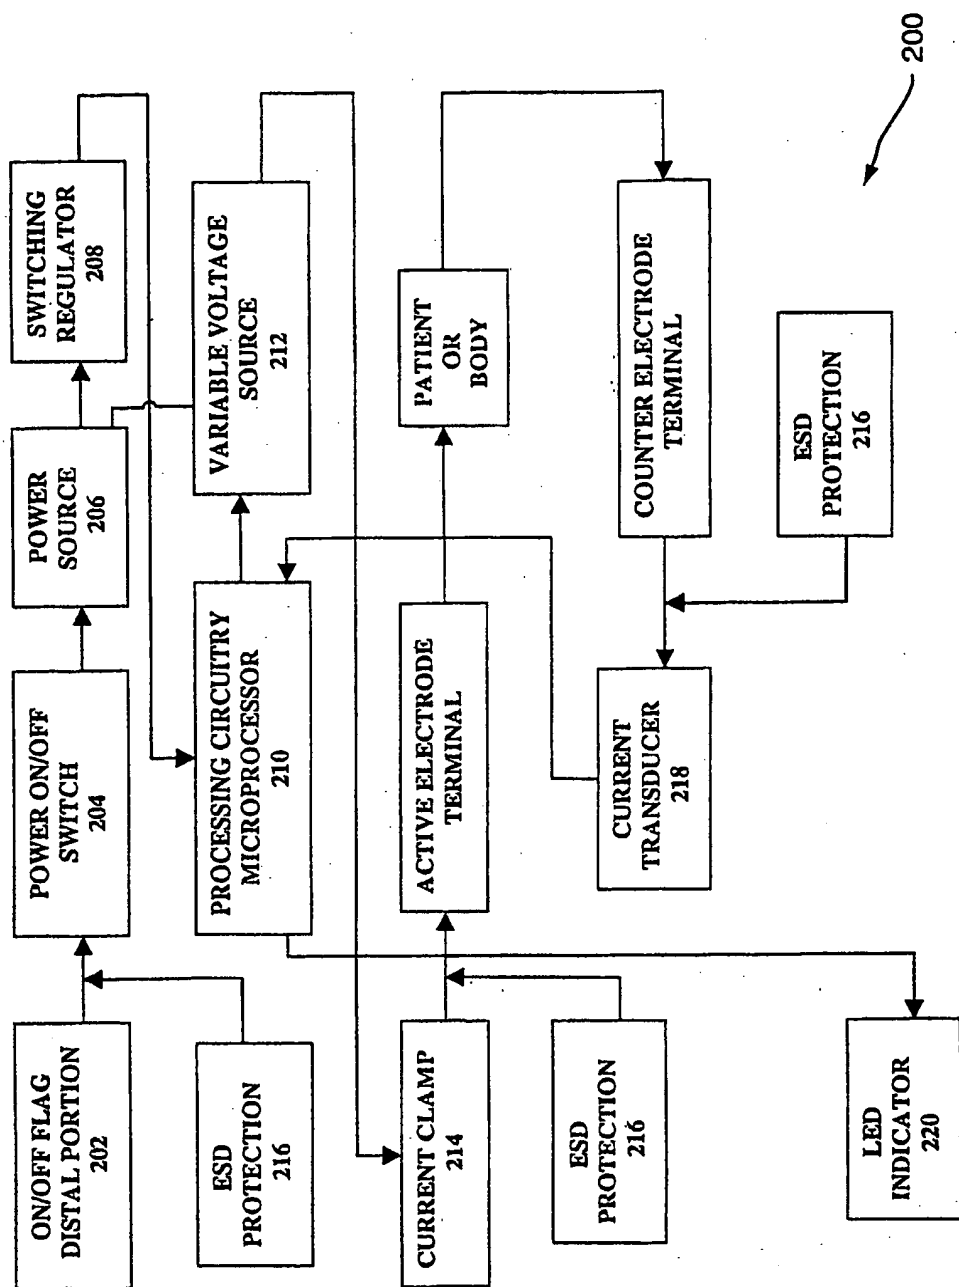 ON/OFF FLAG
DISTAL PORTION
202
POWER ON/OFF
SWITCH
204
POWER
SOURCE
206
SWITCHING
REGULATOR
208
ESD
PROTECTION
216
PROCESSING CIRCUITRY
MICROPROCESSOR
210
VARIABLE VOLTAGE
SOURCE
212
CURRENT CLAMP
214
ACTIVE ELECTRODE
TERMINAL
PATIENT
OR
BODY
ESD
PROTECTION
216
CURRENT
TRANSDUCER
218
COUNTER ELECTRODE
TERMINAL
ESD
PROTECTION
216
LED
INDICATOR
220
200